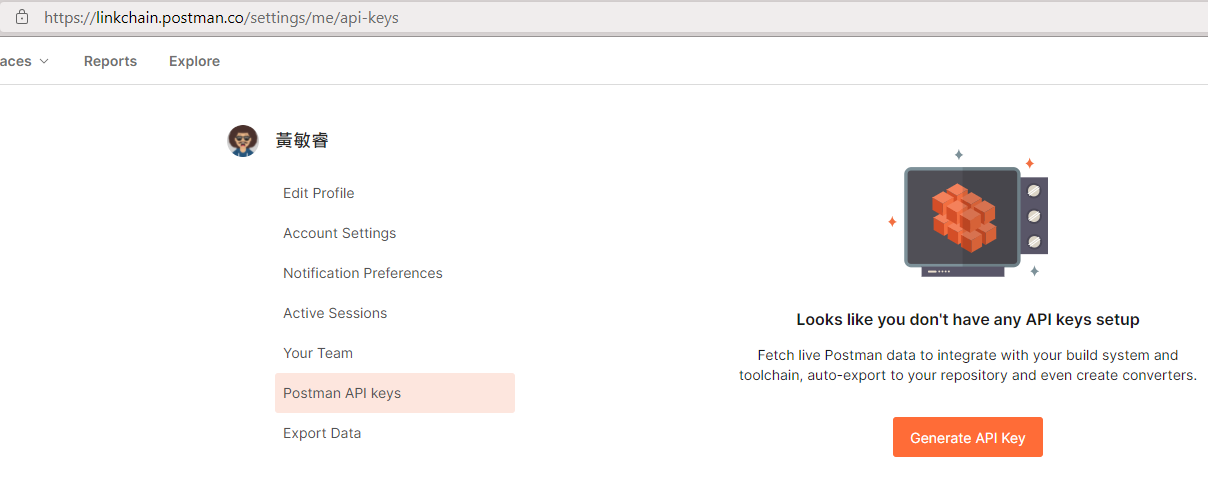 https://linkchain.postman.co/settings/me/api-keys
aces
Reports
Explore
黃敏睿
Edit Profile
Account Settings
Notification Preferences
Active Sessions
Your Team
Postman API keys
Export Data
Looks like you don't have any API keys setup
Fetch live Postman data to integrate with your build system and
toolchain, auto-export to your repository and even create converters.
Generate API Key